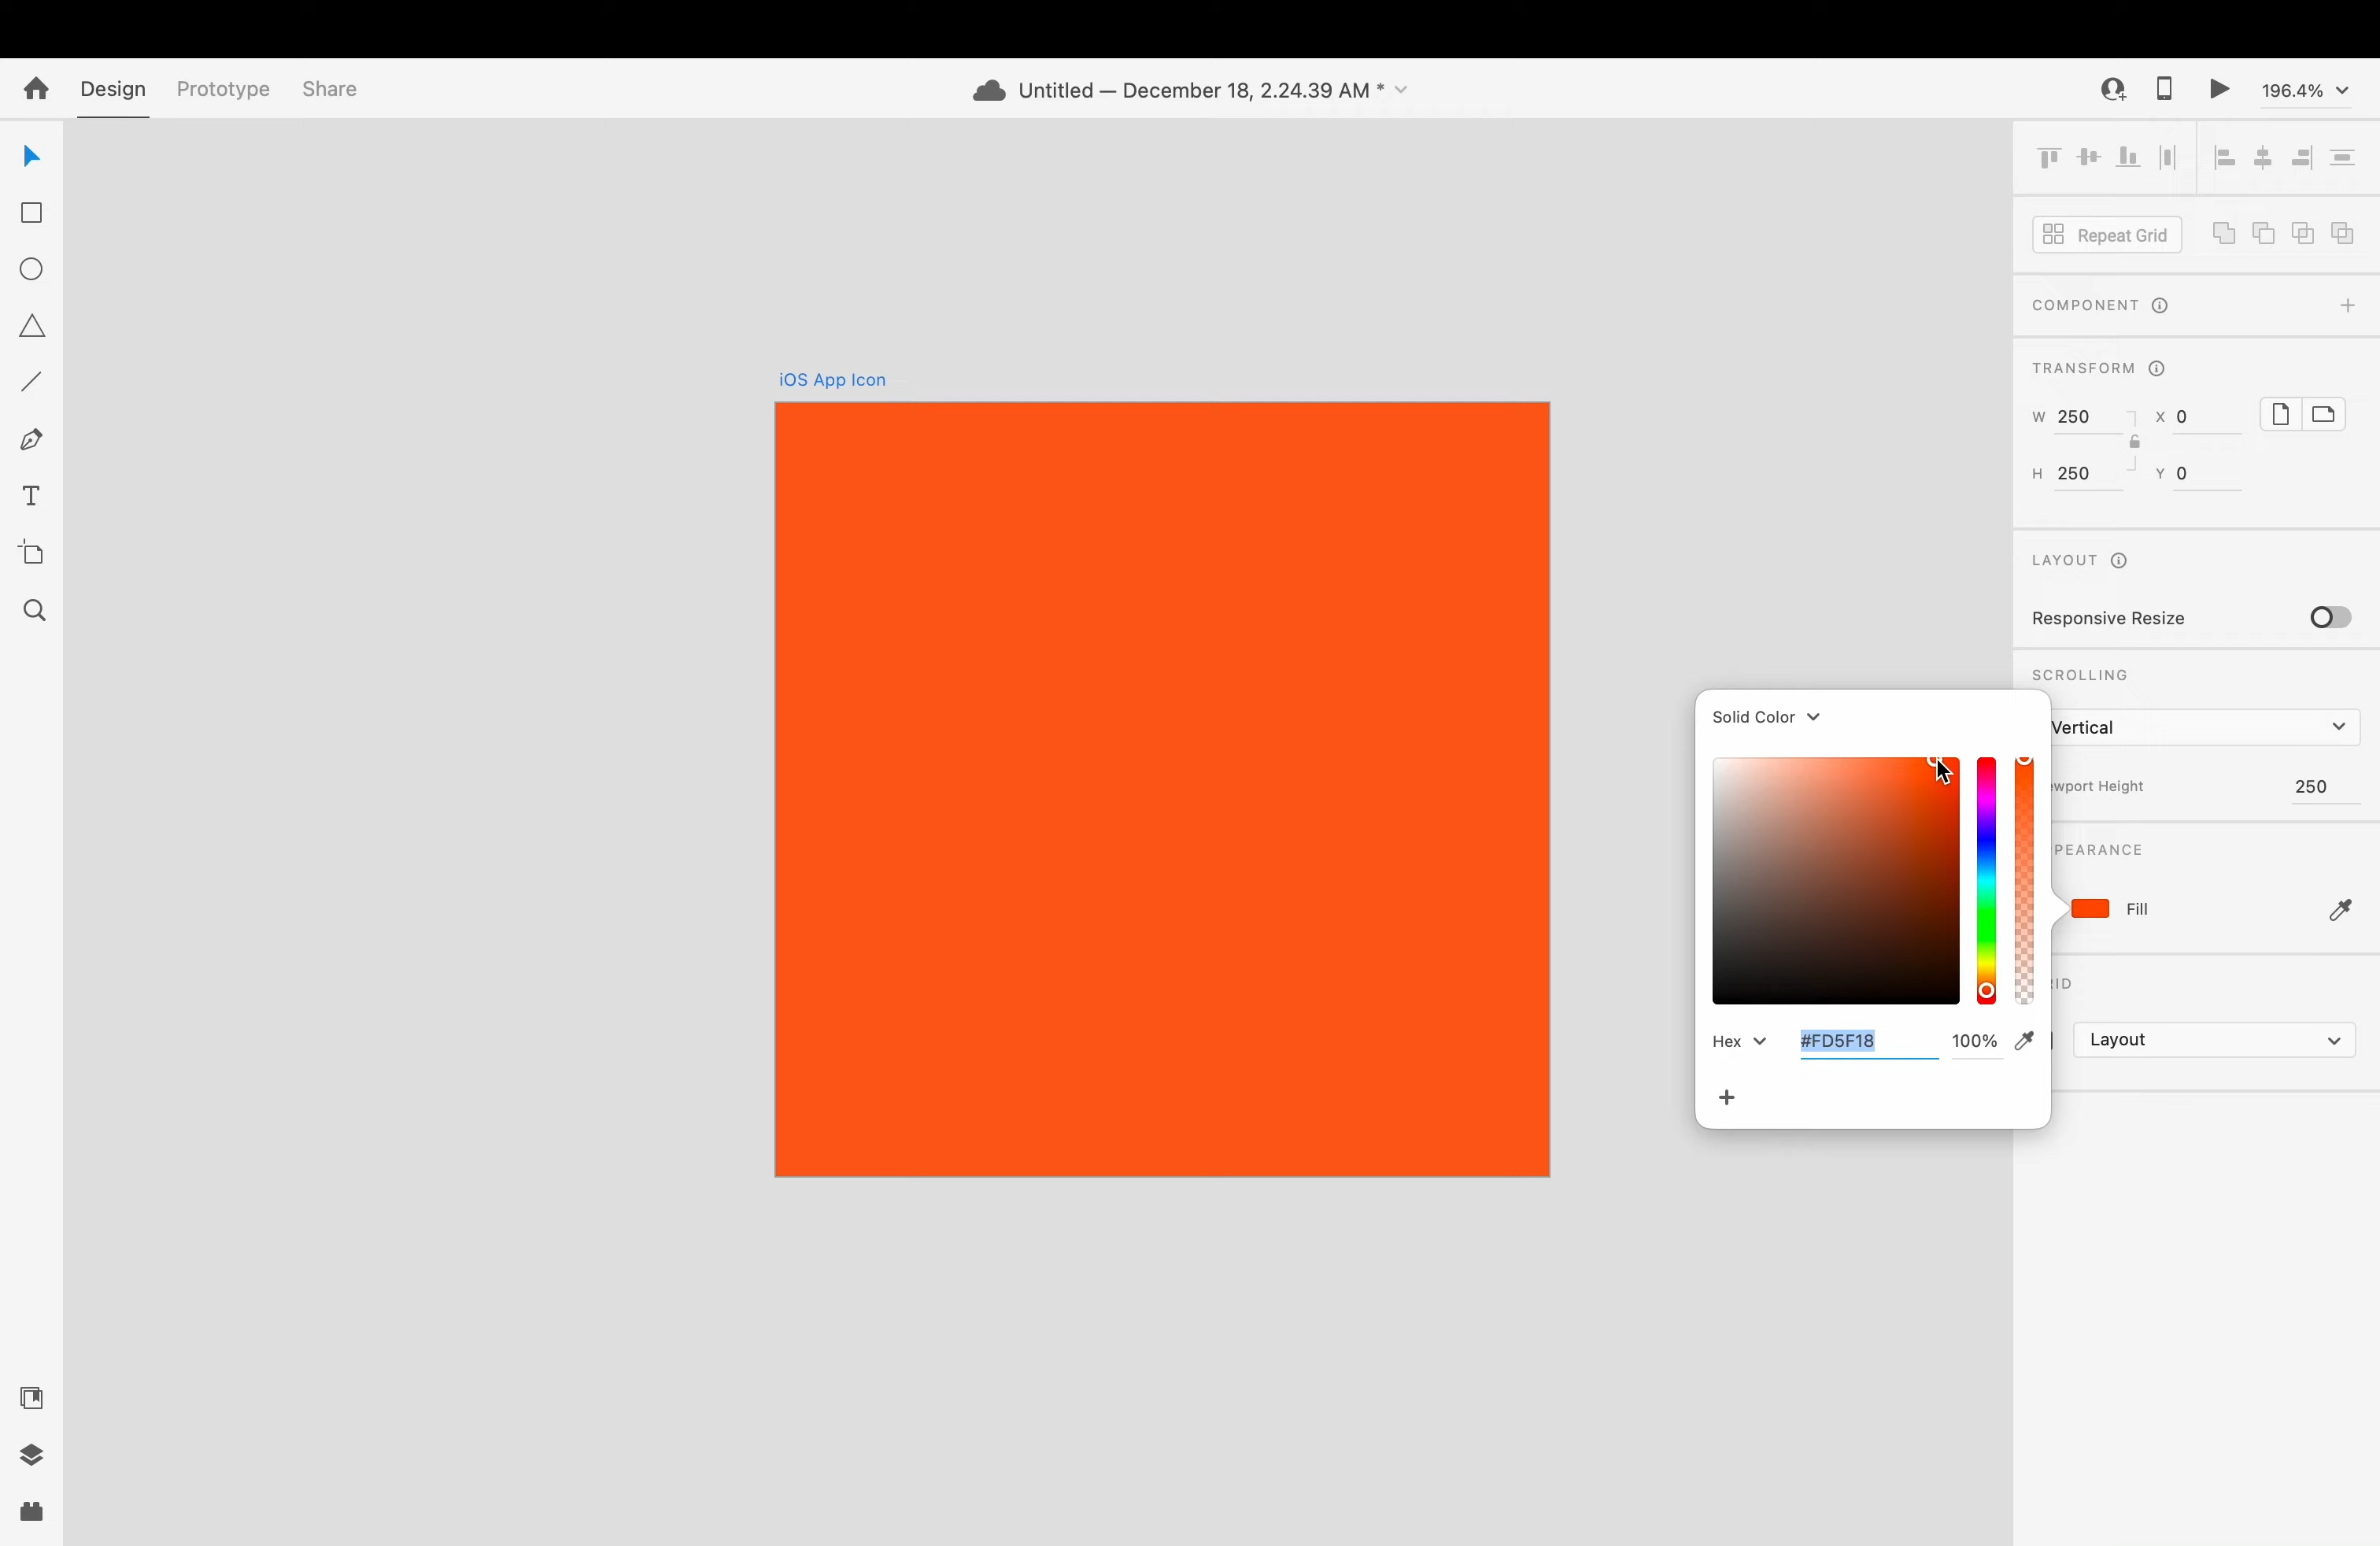 Design Prototype Share Untitled — December 18, 2.24.39 AM * 196.4%
Repeat Grid
COMPONENT
TRANSFORM
iOS App Icon
W 250 X 0
H 250 Y 0
LAYOUT
Responsive Resize
SCROLLING
Solid Color
Vertical
wport Height 250
PEARANCE
Fill
ID
Hex #FD5F18 100%
Layout